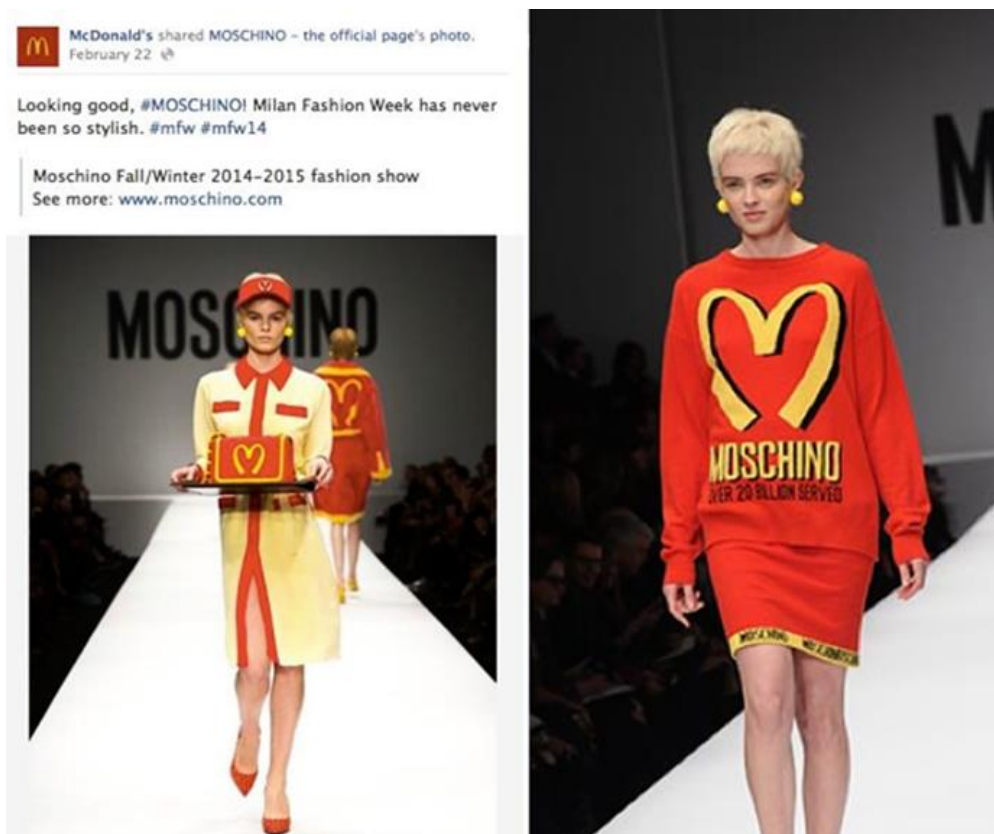 McDonald's shared MOSCHINO – the official page's photo.
February 22
Looking good, #MOSCHINO! Milan Fashion Week has never
been so stylish. #mfw #mfw14
Moschino Fall/Winter 2014-2015 fashion show
See more: www.moschino.com
MOSCHINO
M
MOSCHINO
OVER 20 BILLION SERVED
MOSCHINO